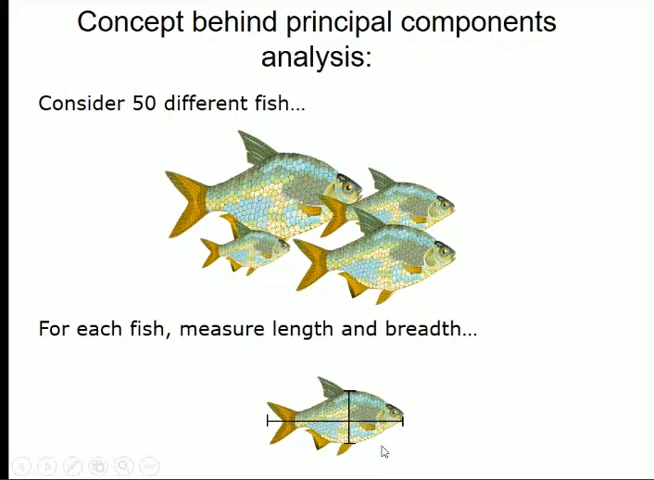 Concept behind principal components
analysis:
Consider 50 different fish...
For each fish, measure length and breadth...